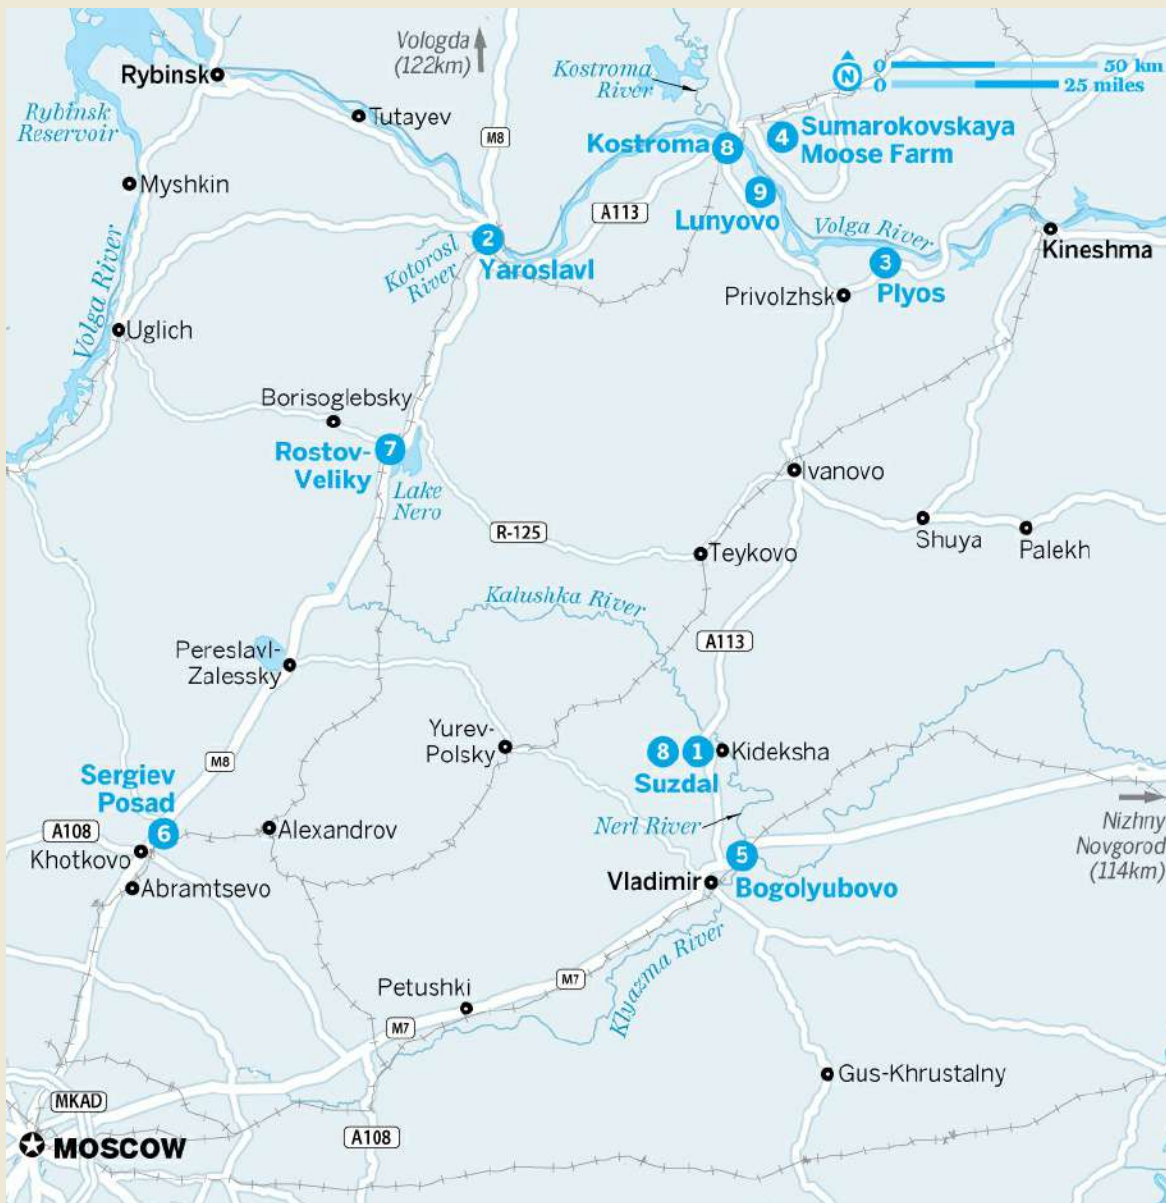 Vologda
(122km)
Kostroma
River
0
50 km
N
0
25 miles
Rybinsk
Rybinsk
Reservoir
Tutayev
M8
Kostroma
8
4
Sumarokovskaya
Moose Farm
Myshkin
9
Lunyovo
A113
Volga River
Kineshma
2
Yaroslavl
Kotorosl
River
3
Plyos
Privolzhsk
Volga River
Uglich
Borisoglebsky
Rostov-
Veliky
7
Lake
Nero
Ivanovo
R-125
Shuya
Palekh
Teykovo
Kalushka River
A113
Pereslavl-
Zalessky
Yurev-
Polsky
8
1
Kideksha
Suzdal
M8
Sergiev
Posad
6
A108
Khotkovo
Alexandrov
Abramtsevo
Nerl River
Nizhny
Novgorod
(114km)
5
Bogolyubovo
Vladimir
Klyazma River
M7
Petushki
M7
Gus-Khrustalny
MKAD
A108
MOSCOW